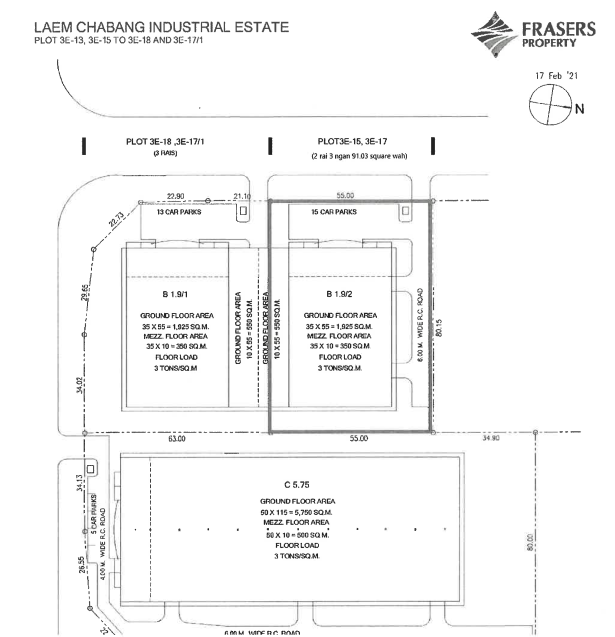 LAEM CHABANG INDUSTRIAL ESTATE
PLOT 3E-13, 3E-15 TO 3E-18 AND 3E-17/1
FRASERS
PROPERTY
17 Feb '21
N
PLOT 3E-18 ,3E-17/1
(3 RAIS)
PLOT3E-15, 3E-17
(2 rai 3 ngan 91.03 square wah)
22.90
21.10
55.00
13 CAR PARKS
15 CAR PARKS
22.73
29.65
34.02
B 1.9/1
GROUND FLOOR AREA
35 X 55 = 1,925 SQ.M.
MEZZ. FLOOR AREA
35 X 10 = 350 SQ.M.
FLOOR LOAD
3 TONS/SQ.M
GROUND FLOOR AREA
10 X 55 = 550 SQ.M.
GROUND FLOOR AREA
10 X 55 = 550 SQ.M.
B 1.9/2
GROUND FLOOR AREA
35 X 55 = 1,925 SQ.M.
MEZZ. FLOOR AREA
35 X 10 = 350 SQ.M.
FLOOR LOAD
3 TONS/SQ.M.
6.00 M. WIDE R.C. ROAD
80.15
63.00
55.00
34.90
34.13
5 CAR PARKS
4.00 M. WIDE R.C. ROAD
26.55
C 5.75
GROUND FLOOR AREA
50 X 115 = 5,750 SQ.M.
MEZZ. FLOOR AREA
50 X 10 = 500 SQ.M.
FLOOR LOAD
3 TONS/SQ.M.
80.00
6.00 M. WIDE R.C. ROAD